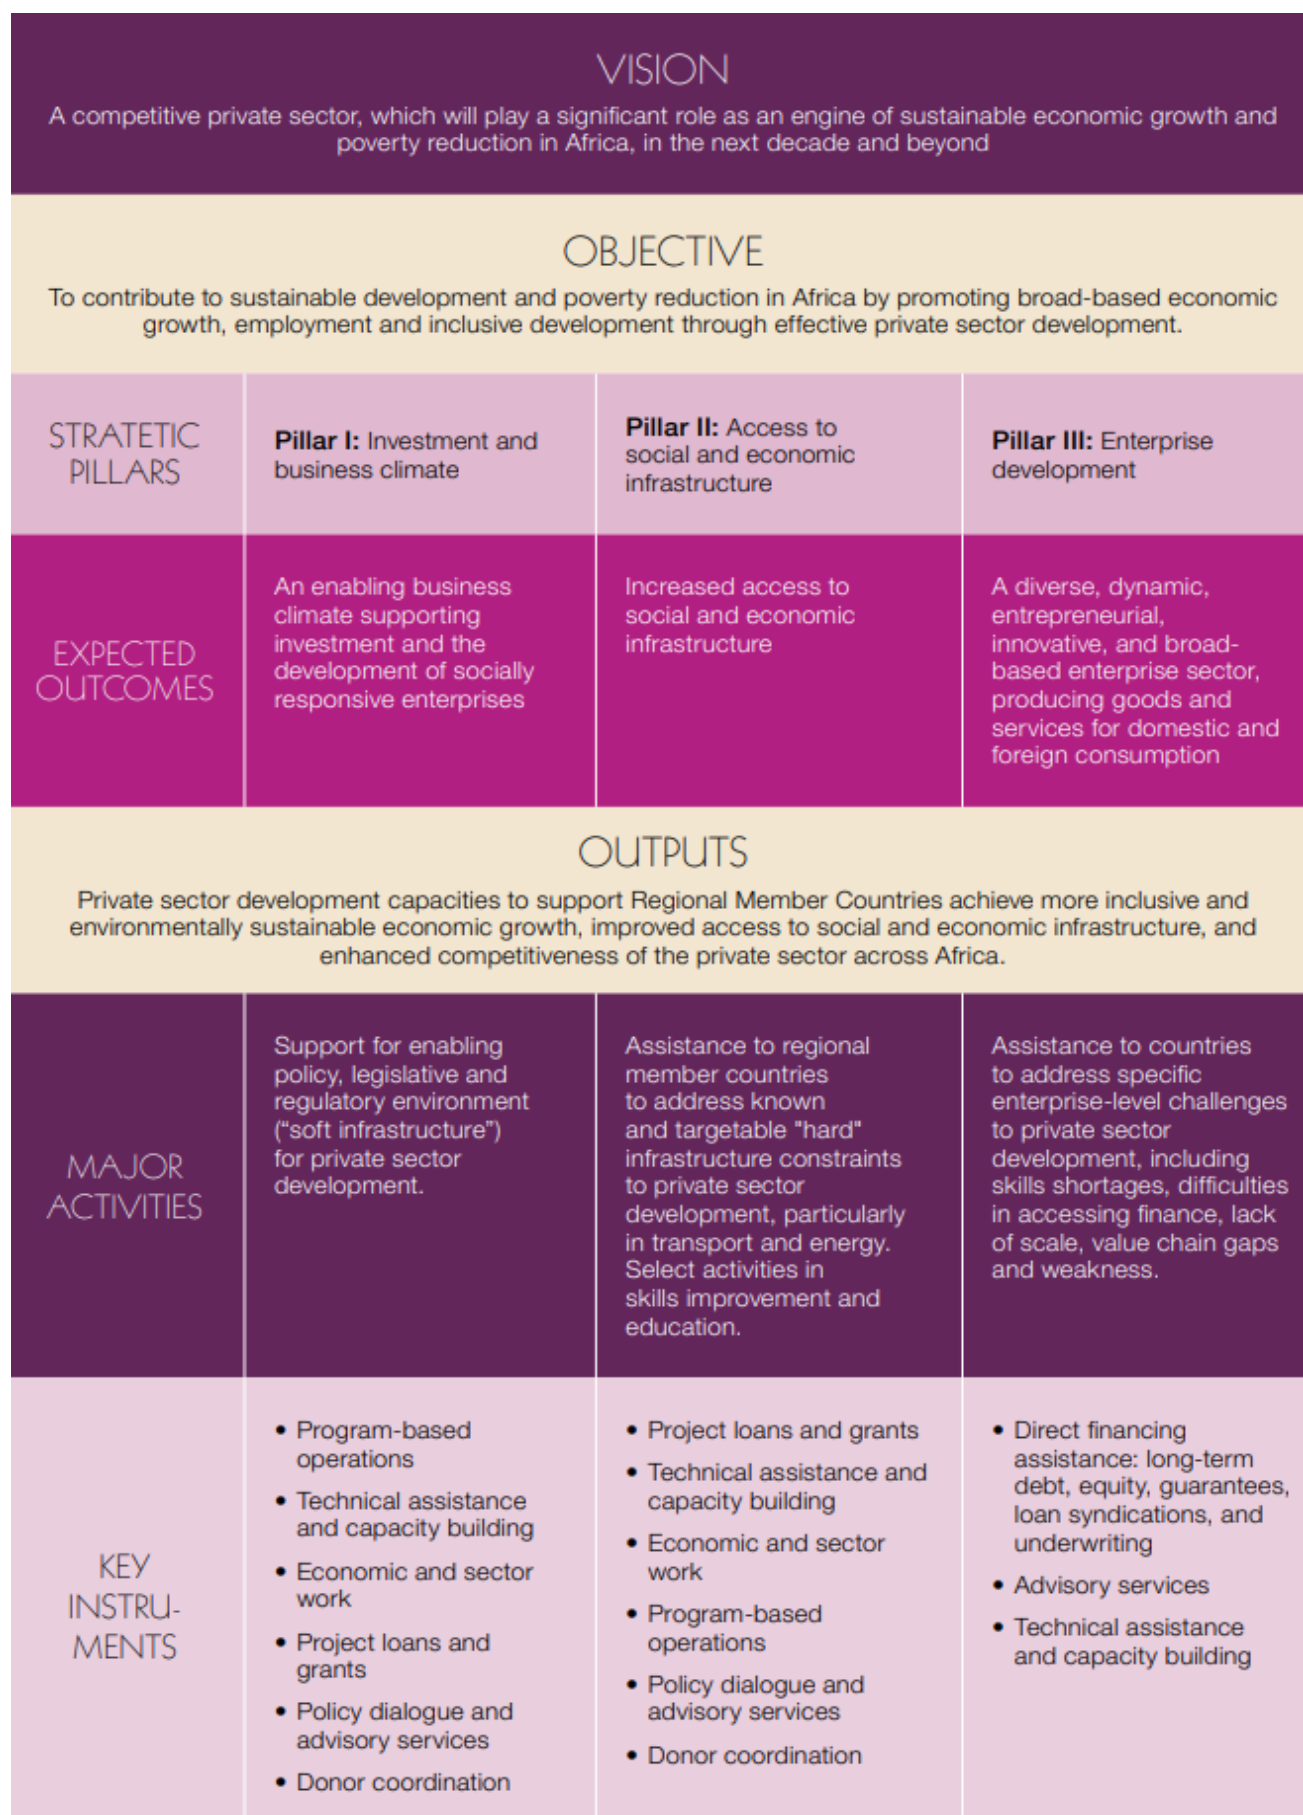 VISION
A competitive private sector, which will play a significant role as an engine of sustainable economic growth and
poverty reduction in Africa, in the next decade and beyond
OBJECTIVE
To contribute to sustainable development and poverty reduction in Africa by promoting broad-based economic
growth, employment and inclusive development through effective private sector development.
STRATETIC
PILLARS
Pillar I: Investment and
business climate
Pillar II: Access to
social and economic
infrastructure
Pillar III: Enterprise
development
EXPECTED
OUTCOMES
An enabling business
climate supporting
investment and the
development of socially
responsive enterprises
Increased access to
social and economic
infrastructure
A diverse, dynamic,
entrepreneurial,
innovative, and broad-
based enterprise sector,
producing goods and
services for domestic and
foreign consumption
OUTPUTS
Private sector development capacities to support Regional Member Countries achieve more inclusive and
environmentally sustainable economic growth, improved access to social and economic infrastructure, and
enhanced competitiveness of the private sector across Africa.
MAJOR
ACTIVITIES
Support for enabling
policy, legislative and
regulatory environment
(“soft infrastructure”)
for private sector
development.
Assistance to regional
member countries
to address known
and targetable "hard"
infrastructure constraints
to private sector
development, particularly
in transport and energy.
Select activities in
skills improvement and
education.
Assistance to countries
to address specific
enterprise-level challenges
to private sector
development, including
skills shortages, difficulties
in accessing finance, lack
of scale, value chain gaps
and weakness.
KEY
INSTRU-
MENTS
• Program-based
operations
• Technical assistance
and capacity building
• Economic and sector
work
• Project loans and
grants
• Policy dialogue and
advisory services
• Donor coordination
• Project loans and grants
• Technical assistance and
capacity building
• Economic and sector
work
• Program-based
operations
• Policy dialogue and
advisory services
• Donor coordination
• Direct financing
assistance: long-term
debt, equity, guarantees,
loan syndications, and
underwriting
• Advisory services
• Technical assistance
and capacity building